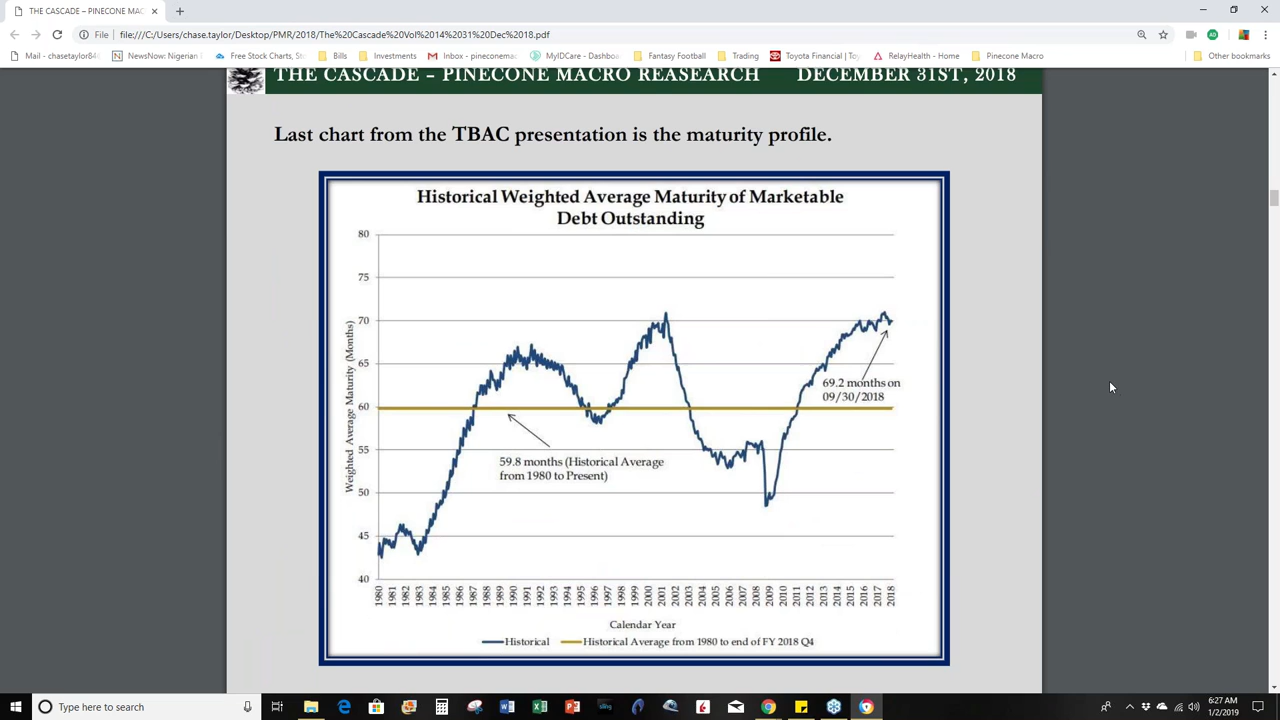 THE CASCADE – PINECONE MAC
File
file:///C:/Users/chase.taylor/Desktop/PMR/2018/The%20Cascade%20Vol%2014%2031%20Dec%2018.pdf
Mail - chasetaylor84
NewsNow: Nigerian
Free Stock Charts, St
Bills
Investments
Inbox - pineconemac
MyIDCare - Dashboa
Fantasy Football
Trading
Toyota Financial | Toy
RelayHealth - Home
Pinecone Macro
Other bookmarks
THE CASCADE – PINECONE MACRO REASEARCH DECEMBER 31ST, 2018
Last chart from the TBAC presentation is the maturity profile.
Historical Weighted Average Maturity of Marketable
Debt Outstanding
80
75
70
65
60
55
50
45
40
Weighted Average Maturity (Months)
69.2 months on
09/30/2018
59.8 months (Historical Average
from 1980 to Present)
1980 1981 1982 1983 1984 1985 1986 1987 1988 1989 1990 1991 1992 1993 1994 1995 1996 1997 1998 1999 2000 2001 2002 2003 2004 2005 2006 2007 2008 2009 2010 2011 2012 2013 2014 2015 2016 2017 2018
Calendar Year
Historical Historical Average from 1980 to end of FY 2018 Q4
Type here to search
6:27 AM
1/2/2019